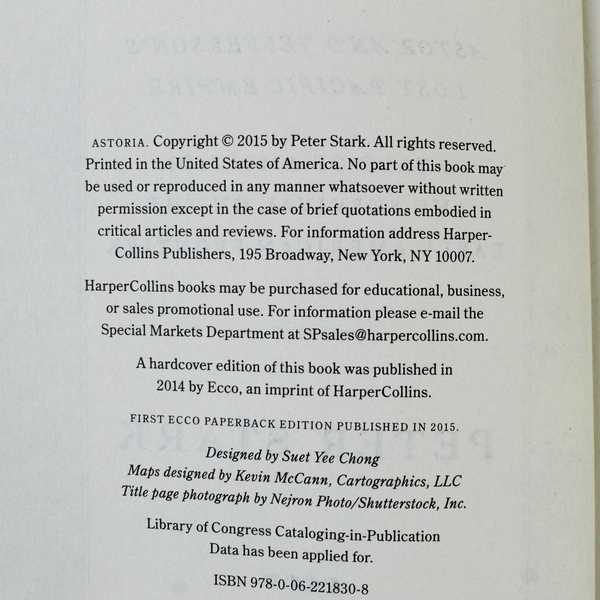 ASTORIA. Copyright © 2015 by Peter Stark. All rights reserved.
Printed in the United States of America. No part of this book may
be used or reproduced in any manner whatsoever without written
permission except in the case of brief quotations embodied in
critical articles and reviews. For information address Harper-
Collins Publishers, 195 Broadway, New York, NY 10007.
HarperCollins books may be purchased for educational, business,
or sales promotional use. For information please e-mail the
Special Markets Department at SPsales@harpercollins.com.
A hardcover edition of this book was published in
2014 by Ecco, an imprint of HarperCollins.
FIRST ECCO PAPERBACK EDITION PUBLISHED IN 2015.
Designed by Suet Yee Chong
Maps designed by Kevin McCann, Cartographics, LLC
Title page photograph by Nejron Photo/Shutterstock, Inc.
Library of Congress Cataloging-in-Publication
Data has been applied for.
ISBN 978-0-06-221830-8